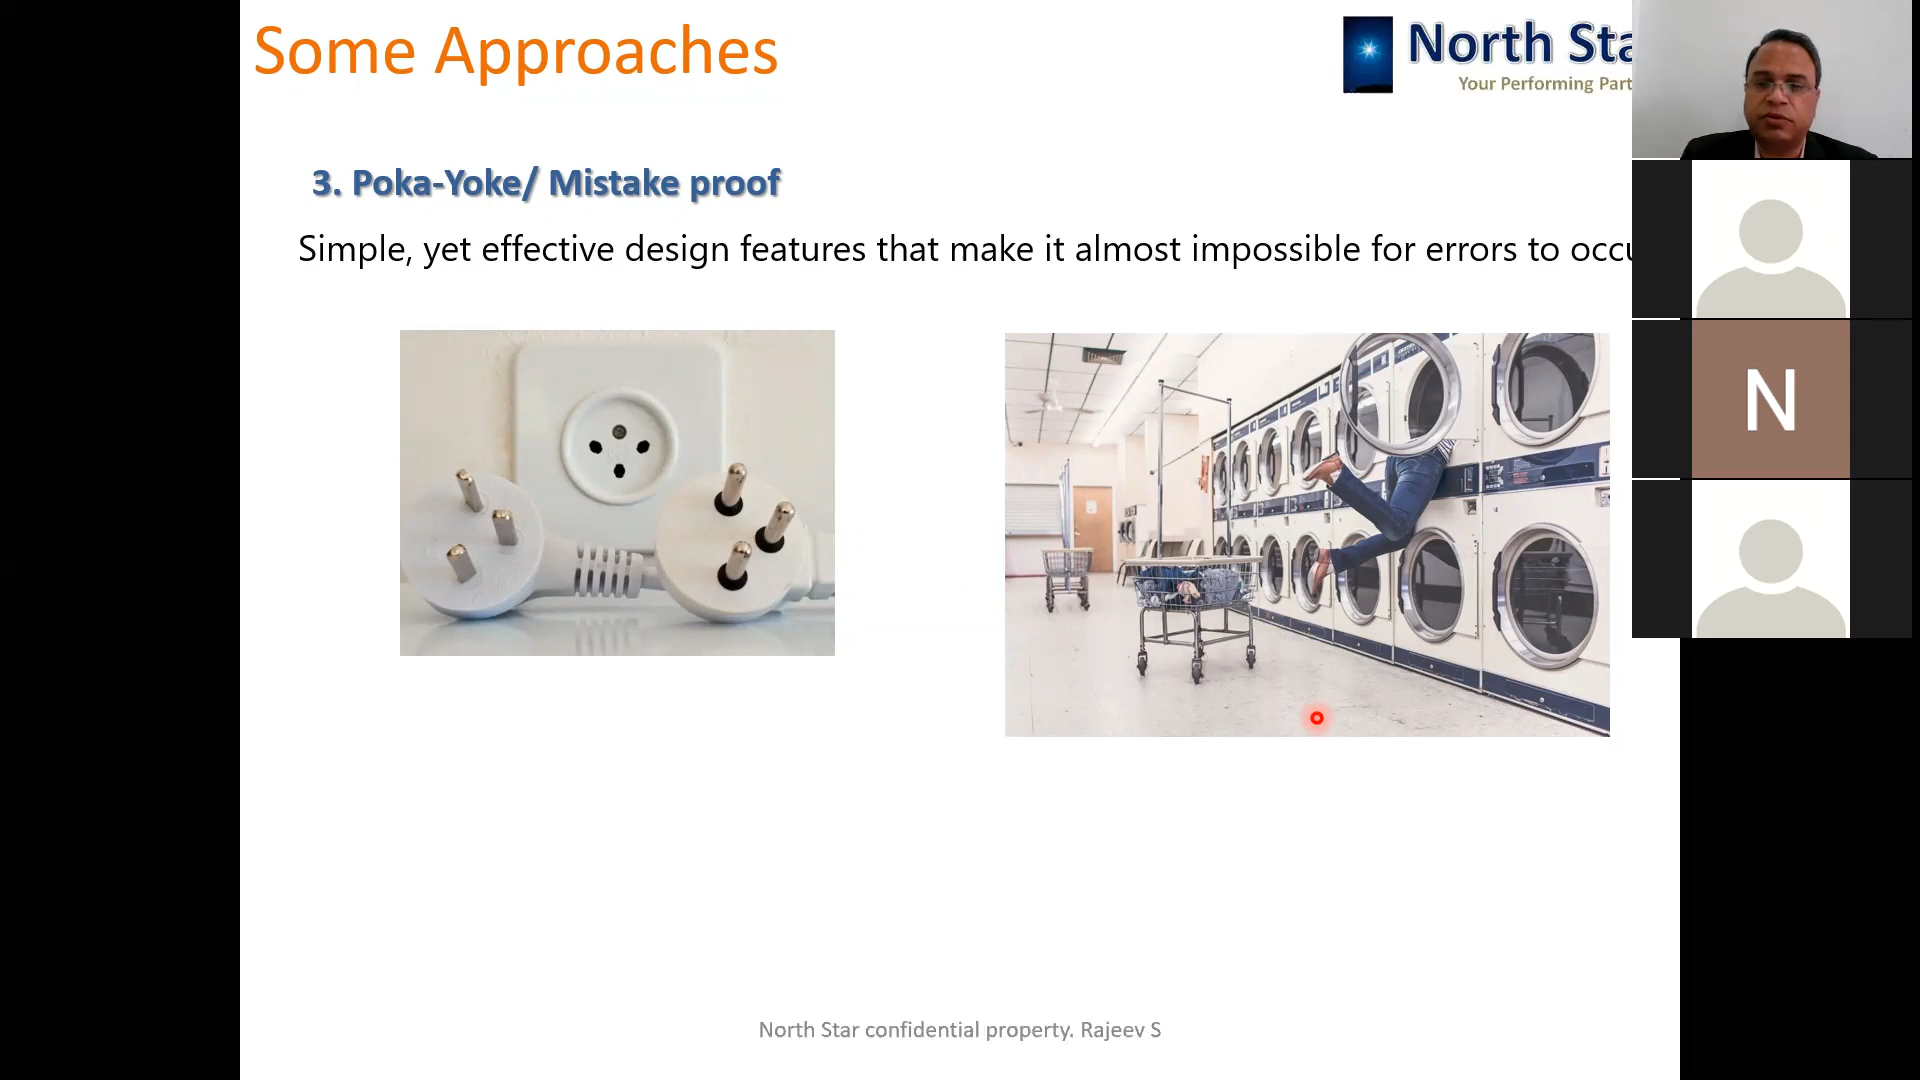 Some Approaches
North Sta
Your Performing Part
3. Poka-Yoke/ Mistake proof
Simple, yet effective design features that make it almost impossible for errors to occu
N
North Star confidential property. Rajeev S